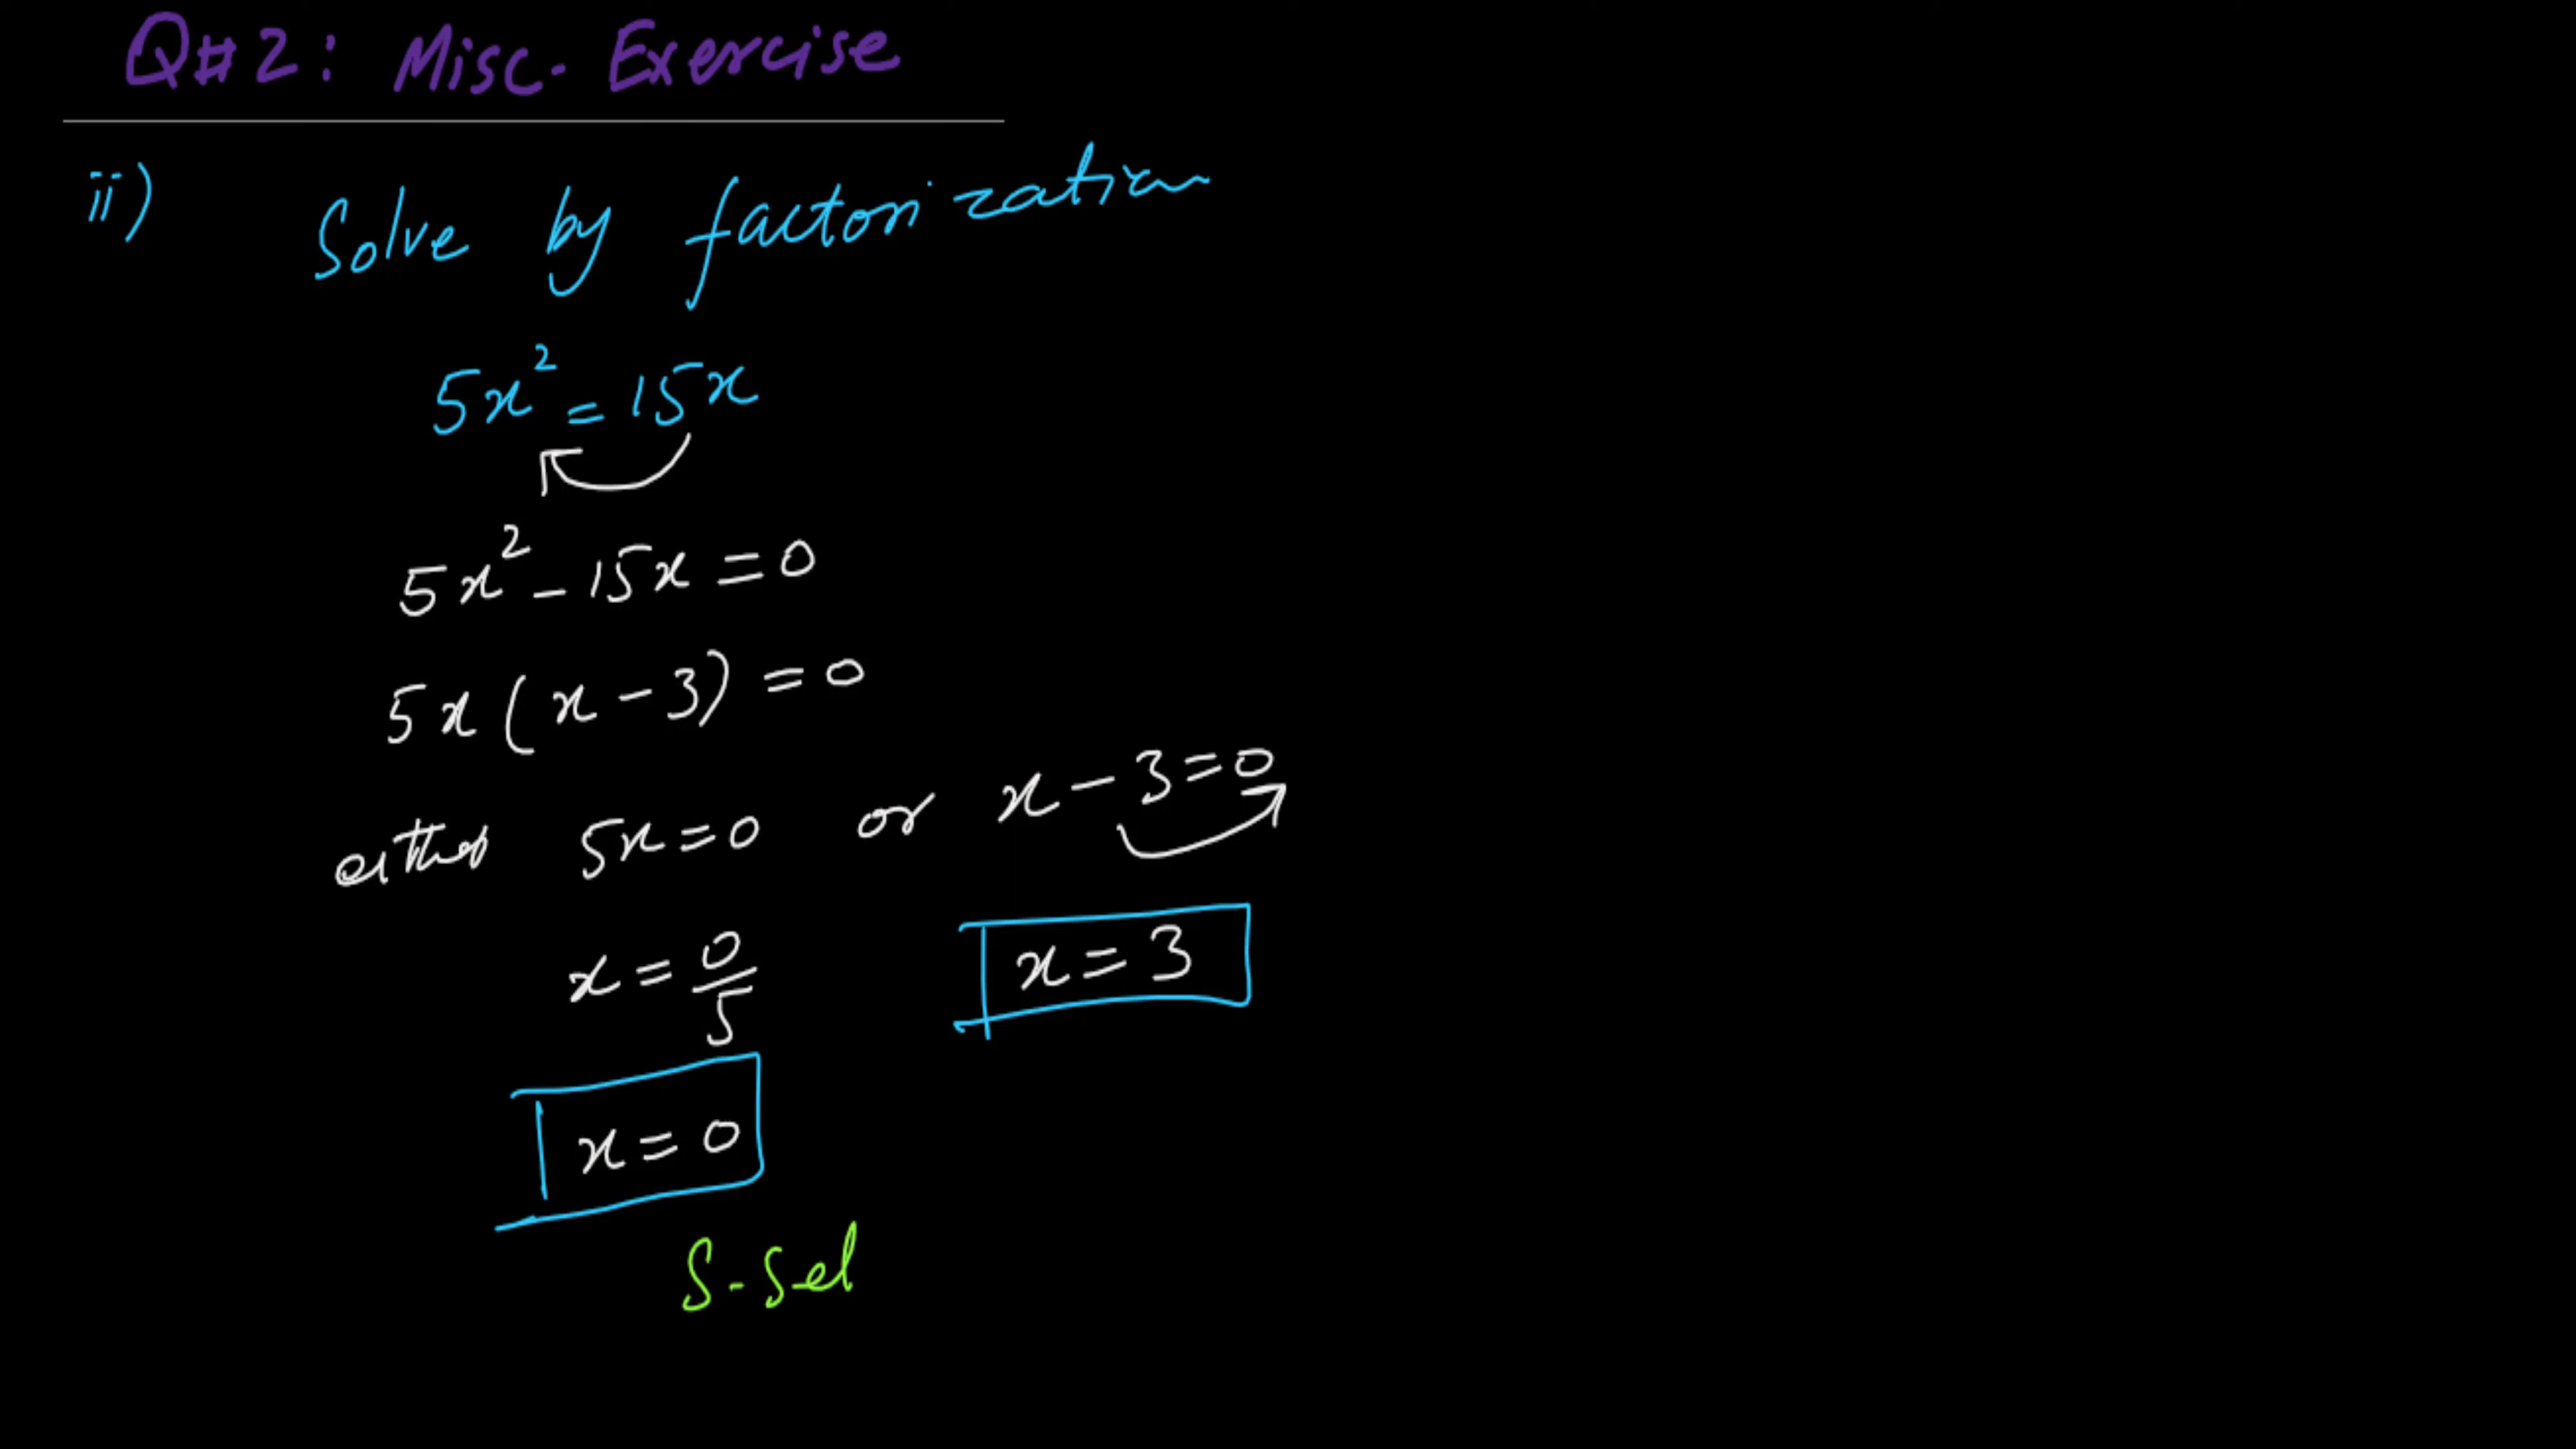 Q#2: Misc. Exercise
ii) Solve by factorization
5x² = 15x
5x² - 15x = 0
5x(x - 3) = 0
either 5x = 0 or x - 3 = 0
x = 0/5 x = 3
x = 0
S-Set